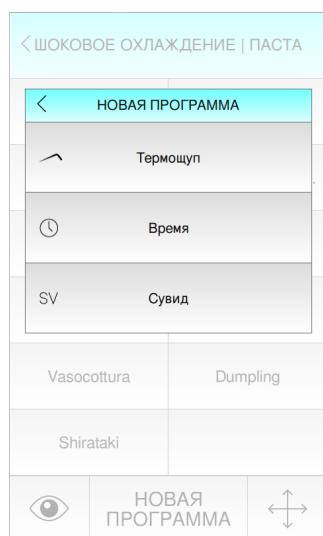 ШОКОВОЕ ОХЛАЖДЕНИЕ | ПАСТА
НОВАЯ ПРОГРАММА
Термощуп
Время
SV Сувид
Vasocottura Dumpling
Shirataki
НОВАЯ
ПРОГРАММА